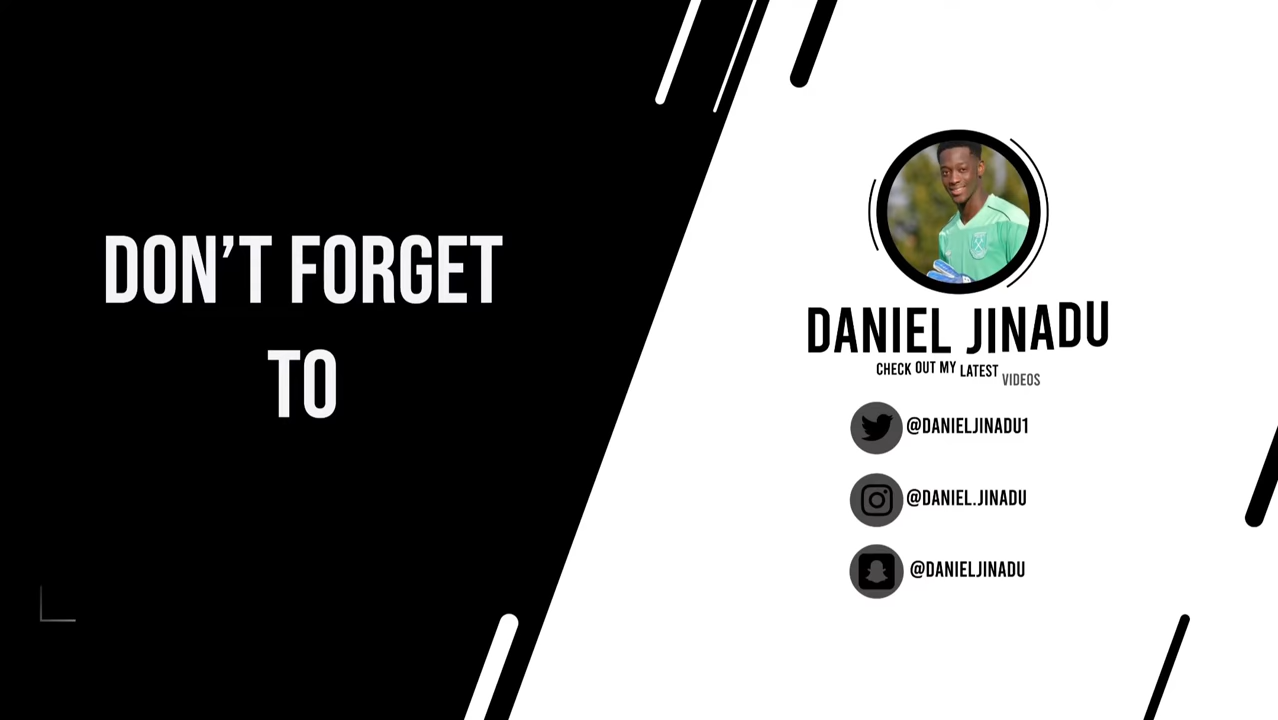 DON'T FORGET
TO
DANIEL JINADU
CHECK OUT MY LATEST VIDEOS
@DANIELJINADU1
@DANIEL.JINADU
@DANIELJINADU